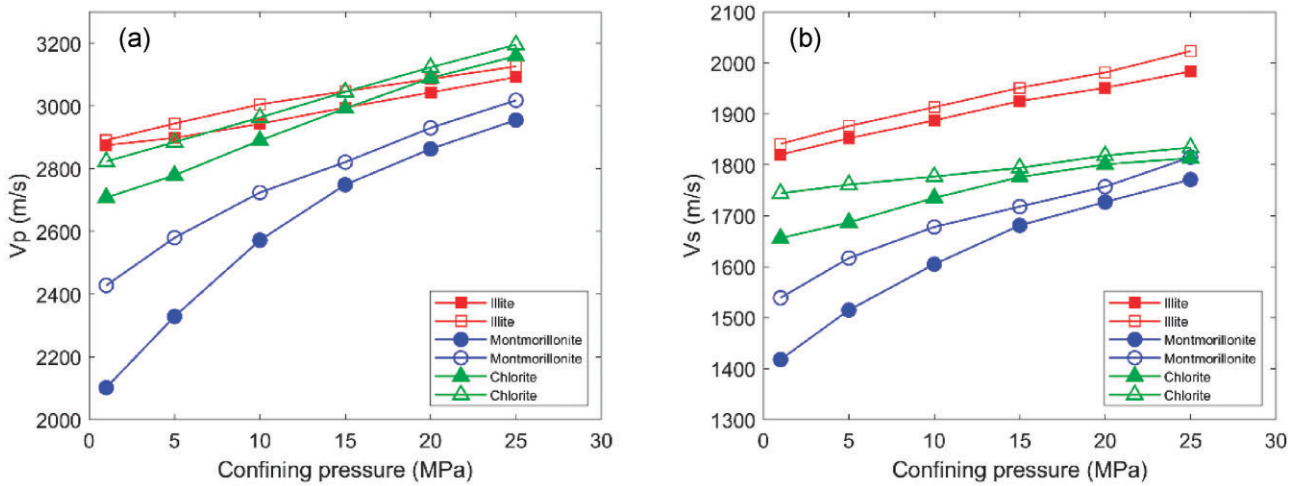 (a)
Vp (m/s)
3200
3000
2800
2600
2400
2200
2000
0 5 10 15 20 25 30
Confining pressure (MPa)
Illite
Illite
Montmorillonite
Montmorillonite
Chlorite
Chlorite
(b)
Vs (m/s)
2100
2000
1900
1800
1700
1600
1500
1400
1300
0 5 10 15 20 25 30
Confining pressure (MPa)
Illite
Illite
Montmorillonite
Montmorillonite
Chlorite
Chlorite